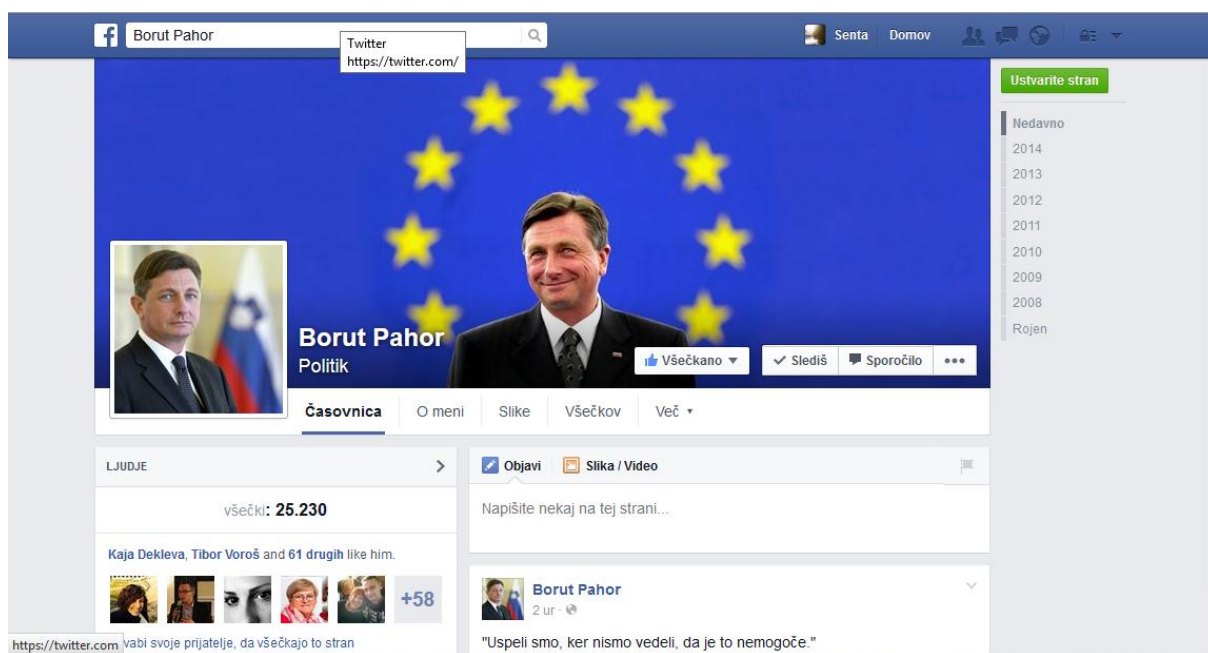 f Borut Pahor
Senta Domov
Twitter
https://twitter.com/
Ustvarite stran
Nedavno
2014
2013
2012
2011
2010
2009
2008
Rojen
Borut Pahor
Politik
Všečkano
Slediš
Sporočilo
Časovnica O meni Slike Všečkov Več
LJUDJE
všečki: 25.230
Kaja Dekleva, Tibor Voroš and 61 drugih like him.
+58
vabi svoje prijatelje, da všečkajo to stran
https://twitter.com
Objavi Slika / Video
Napišite nekaj na tej strani...
Borut Pahor
2 ur
"Uspeli smo, ker nismo vedeli, da je to nemogoče."